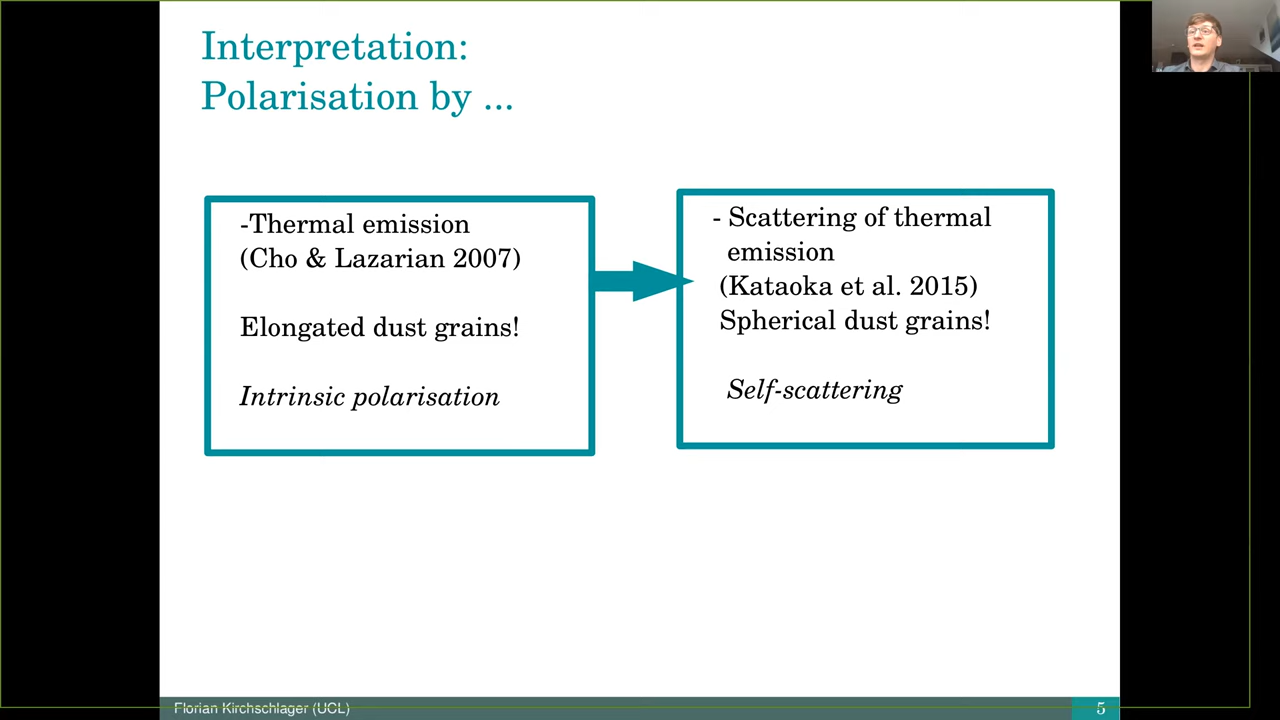 Interpretation:
Polarisation by ...
-Thermal emission
(Cho & Lazarian 2007)
Elongated dust grains!
Intrinsic polarisation
- Scattering of thermal
emission
(Kataoka et al. 2015)
Spherical dust grains!
Self-scattering
Florian Kirchschlager (UCL)
5